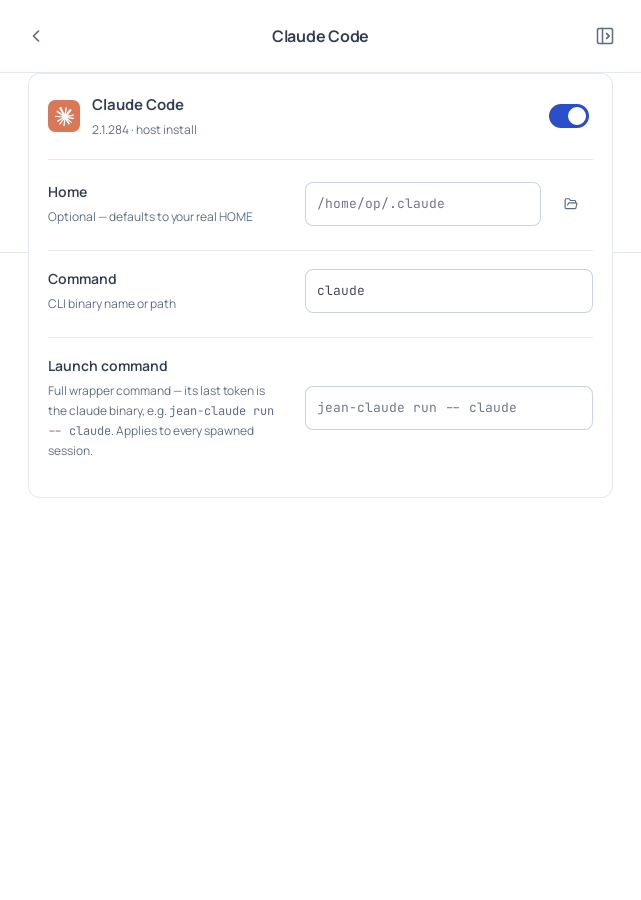 Claude Code
Claude Code
2.1.284 · host install
Home
Optional — defaults to your real HOME
/home/op/.claude
Command
CLI binary name or path
claude
Launch command
Full wrapper command — its last token is
the claude binary, e.g. jean-claude run
-- claude. Applies to every spawned
session.
jean-claude run -- claude